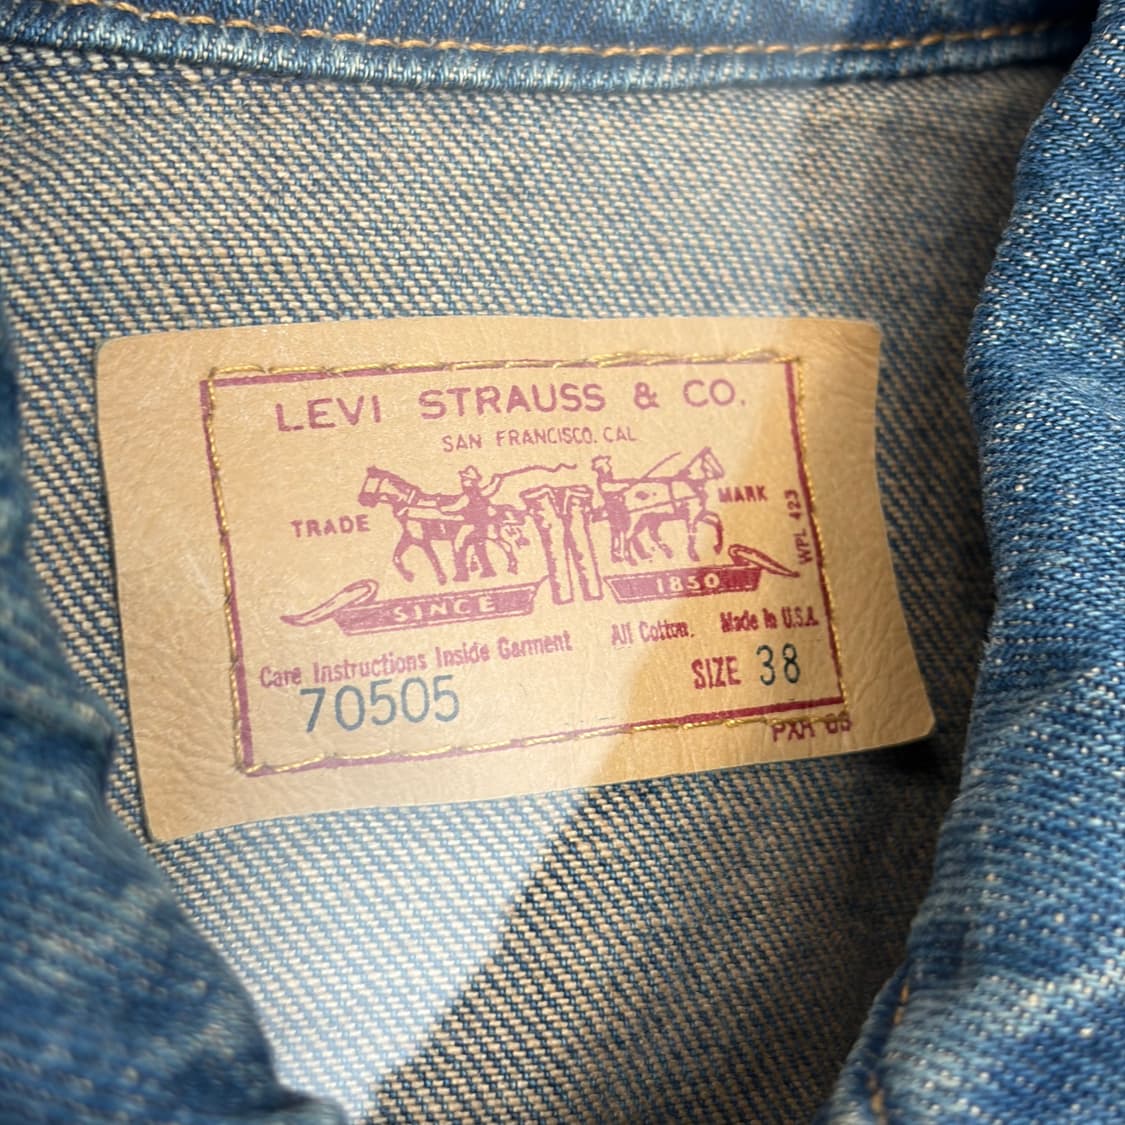 LEVI STRAUSS & CO.
SAN FRANCISCO. CAL
TRADE MARK
WPL 423
SINCE 1850
Care Instructions Inside Garment All Cotton. Made in U.S.A.
70505 SIZE 38